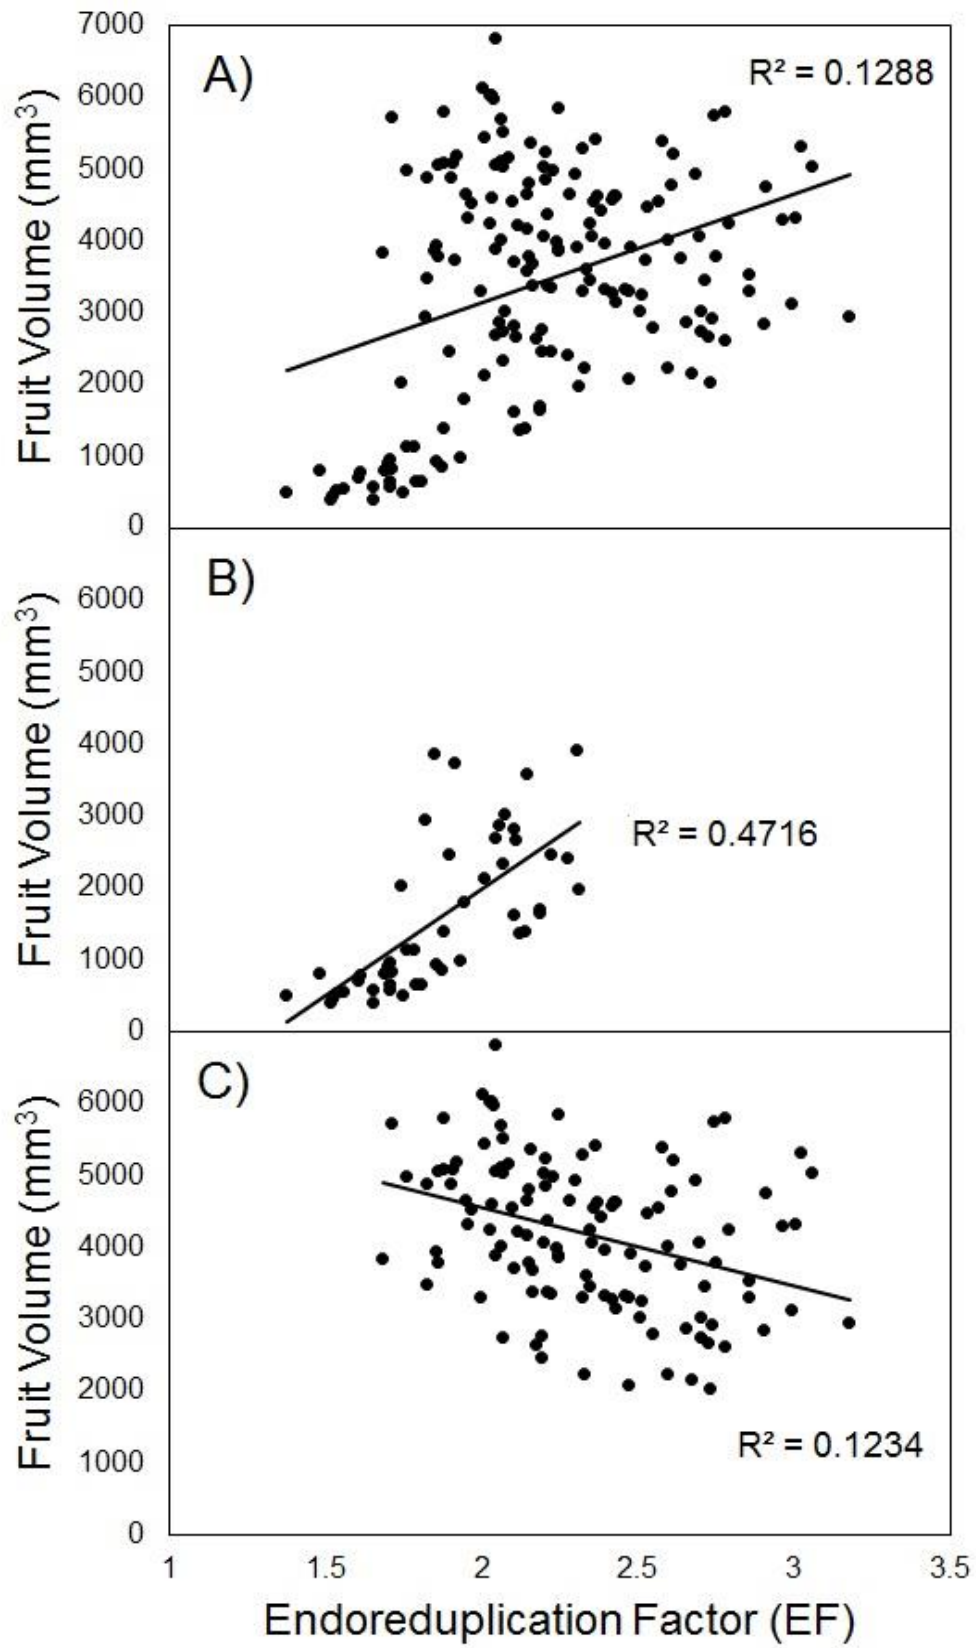 A)
R² = 0.1288
Fruit Volume (mm³)
7000
6000
5000
4000
3000
2000
1000
0
B)
R² = 0.4716
Fruit Volume (mm³)
6000
5000
4000
3000
2000
1000
0
C)
R² = 0.1234
Fruit Volume (mm³)
6000
5000
4000
3000
2000
1000
0
1 1.5 2 2.5 3 3.5
Endoreduplication Factor (EF)